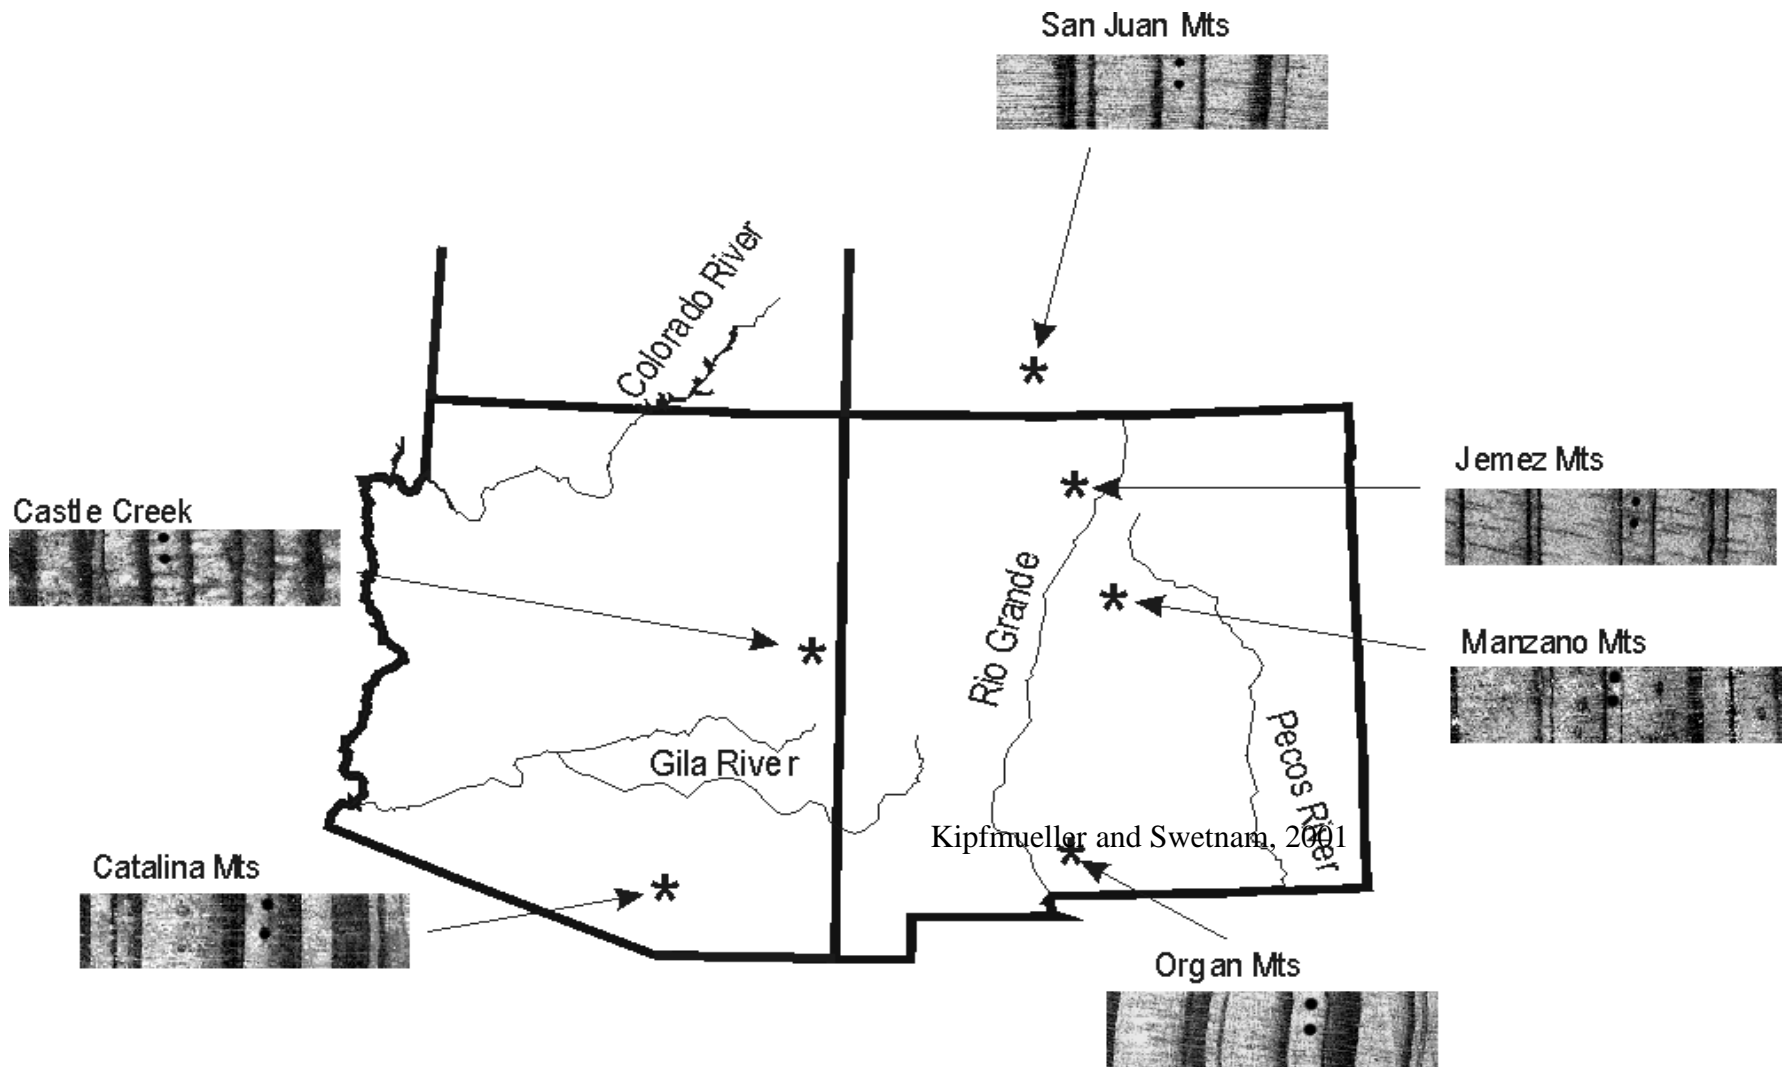 San Juan Mts
Colorado River
Jemez Mts
Castle Creek
Rio Grande
Manzano Mts
Pecos River
Gila River
Kipfmueller and Swetnam, 2001
Catalina Mts
Organ Mts